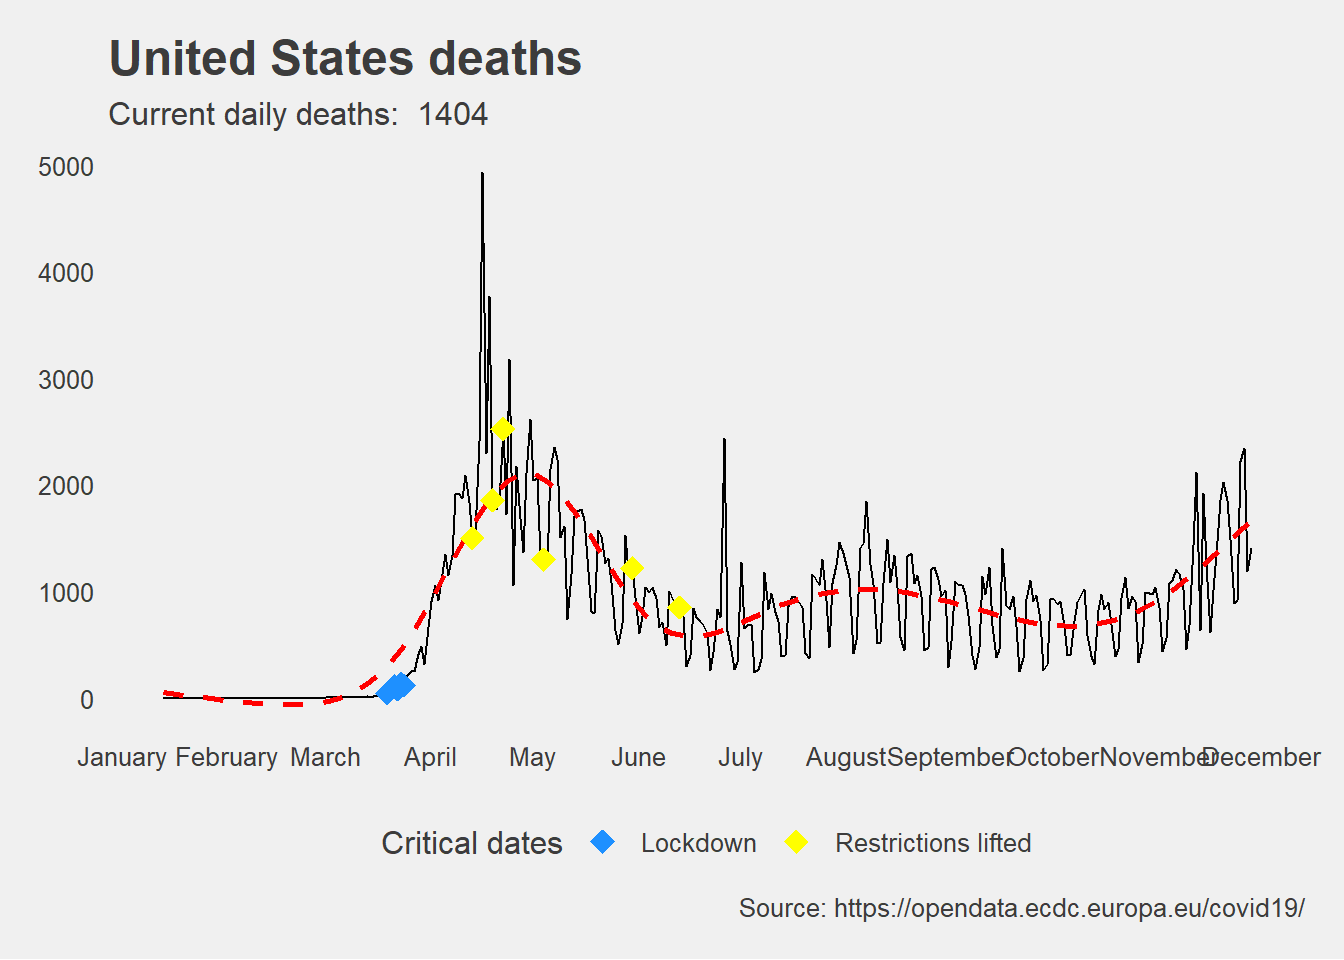 United States deaths
Current daily deaths:  1404
5000
4000
3000
2000
1000
0
January February March April May June July August September October November December
Critical dates Lockdown Restrictions lifted
Source: https://opendata.ecdc.europa.eu/covid19/